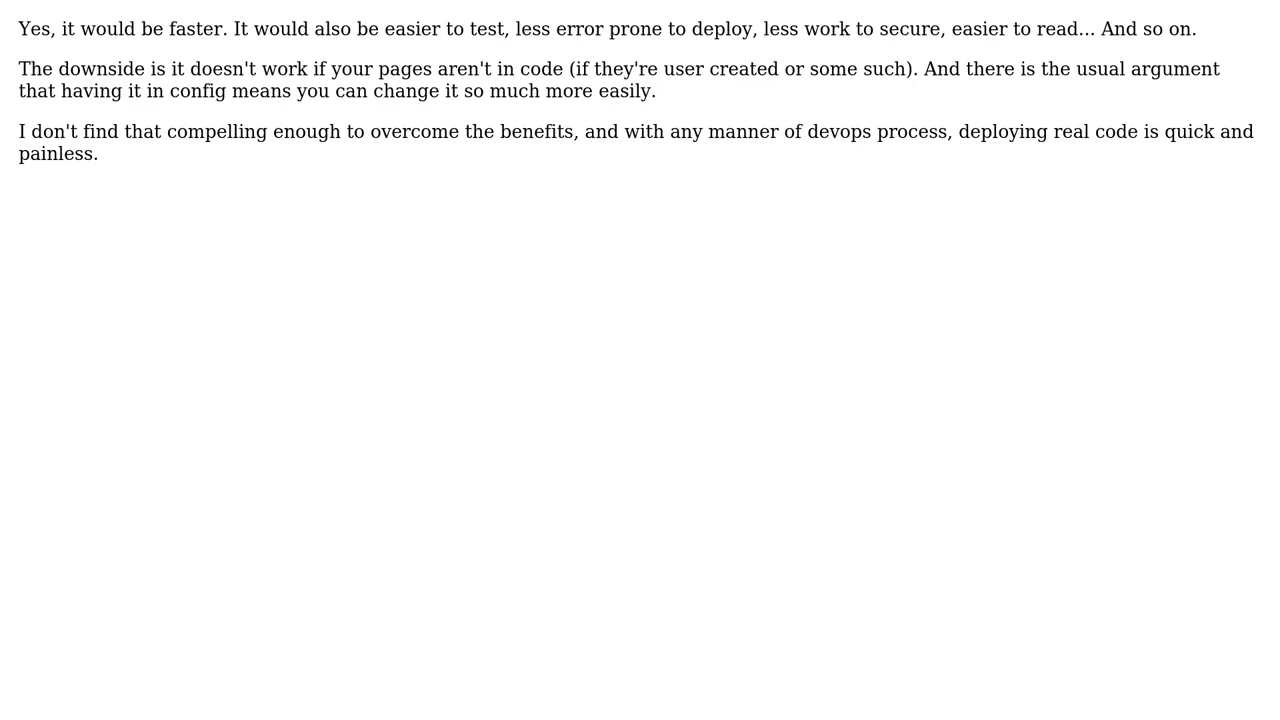 Yes, it would be faster. It would also be easier to test, less error prone to deploy, less work to secure, easier to read... And so on.
The downside is it doesn't work if your pages aren't in code (if they're user created or some such). And there is the usual argument
that having it in config means you can change it so much more easily.
I don't find that compelling enough to overcome the benefits, and with any manner of devops process, deploying real code is quick and
painless.